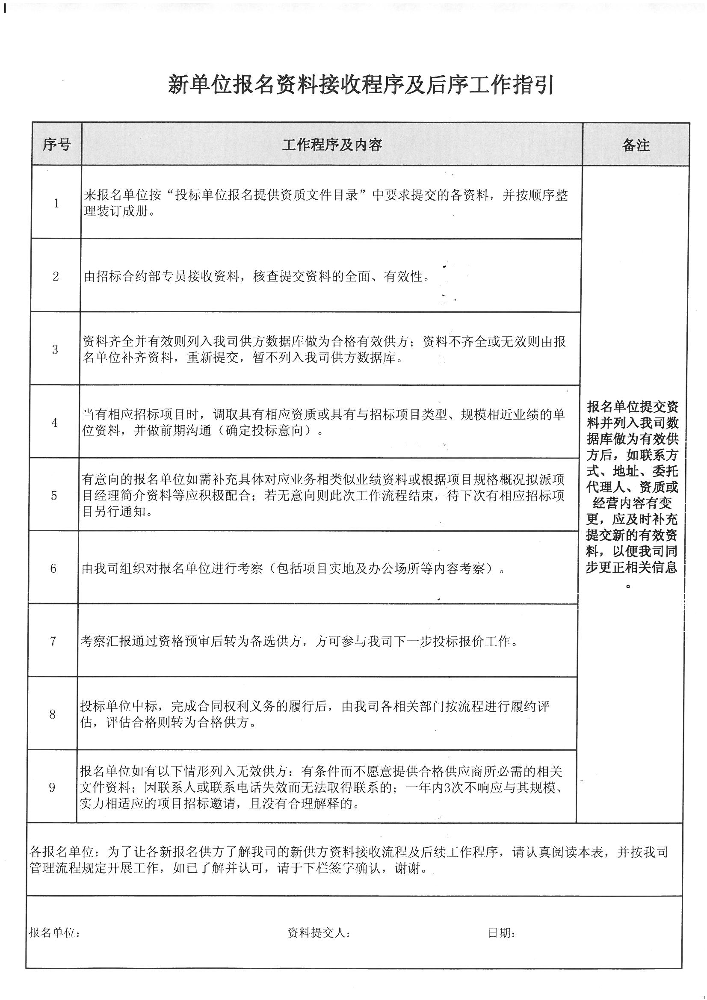 新单位报名资料接收程序及后序工作指引
序号
工作程序及内容
备注
1
来报名单位按“投标单位报名提供资质文件目录”中要求提交的各资料，并按顺序整
理装订成册。
2
由招标合约部专员接收资料，核查提交资料的全面、有效性。
3
资料齐全并有效则列入我司供方数据库做为合格有效供方；资料不齐全或无效则由报
名单位补齐资料，重新提交，暂不列入我司供方数据库。
4
当有相应招标项目时，调取具有相应资质或具有与招标项目类型、规模相近业绩的单
位资料，并做前期沟通（确定投标意向）。
5
有意向的报名单位如需补充具体对应业务相类似业绩资料或根据项目规格概况拟派项
目经理简介资料等应积极配合；若无意向则此次工作流程结束，待下次有相应招标项
目另行通知。
6
由我司组织对报名单位进行考察（包括项目实地及办公场所等内容考察）。
7
考察汇报通过资格预审后转为备选供方，方可参与我司下一步投标报价工作。
8
投标单位中标，完成合同权利义务的履行后，由我司各相关部门按流程进行履约评
估，评估合格则转为合格供方。
9
报名单位如有以下情形列入无效供方：有条件而不愿意提供合格供应商所必需的相关
文件资料；因联系人或联系电话失效而无法取得联系的；一年内3次不响应与其规模、
实力相适应的项目招标邀请，且没有合理解释的。
报名单位提交资
料并列入我司数
据库做为有效供
方后，如联系方
式、地址、委托
代理人、资质或
经营内容有变
更，应及时补充
提交新的有效资
料，以便我司同
步更正相关信息
。
各报名单位：为了让各新报名供方了解我司的新供方资料接收流程及后续工作程序，请认真阅读本表，并按我司
管理流程规定开展工作，如已了解并认可，请于下栏签字确认，谢谢。
报名单位： 资料提交人： 日期：